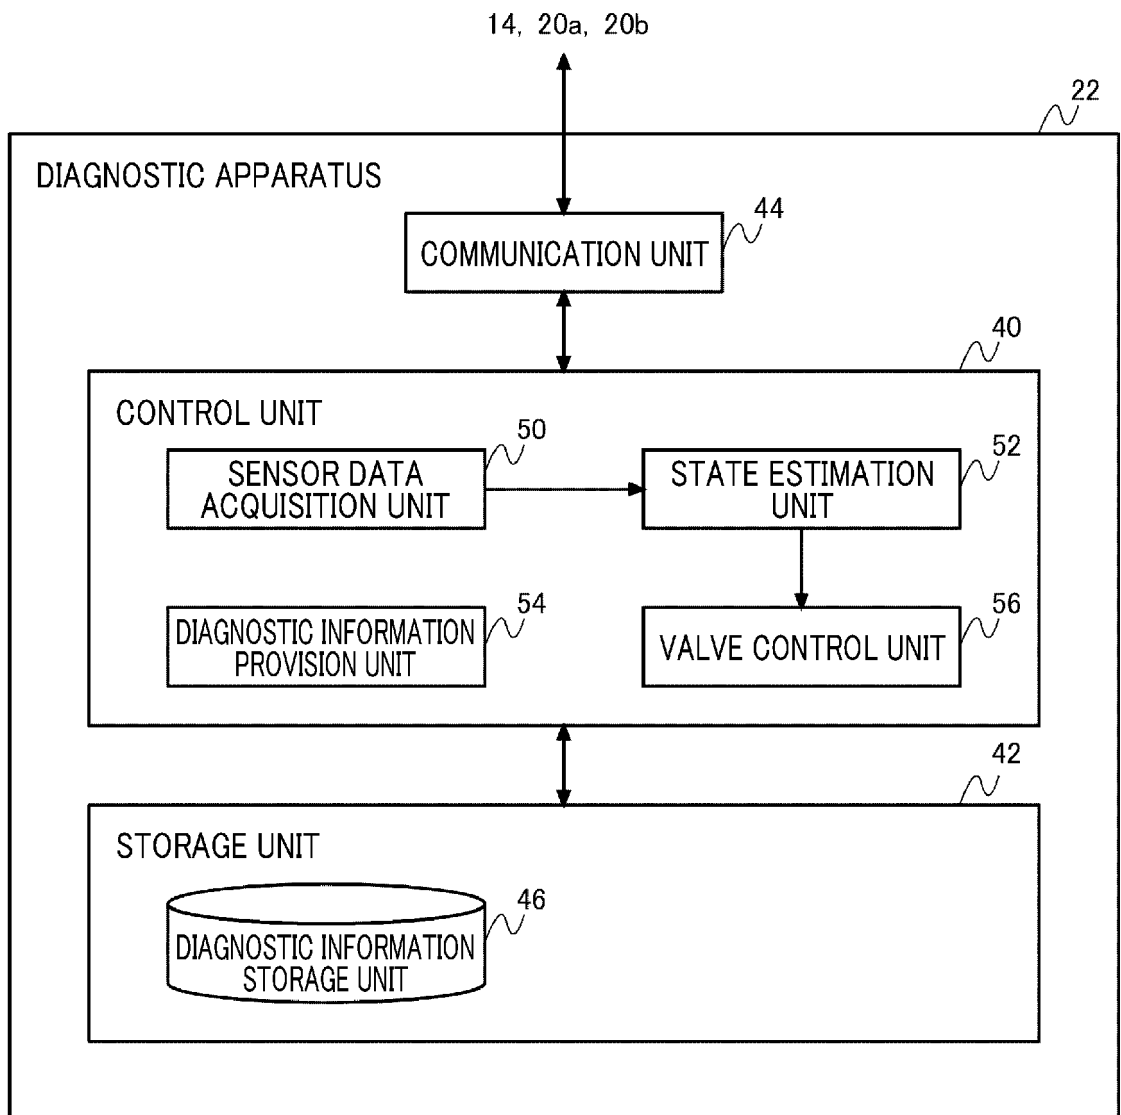 14, 20a, 20b
22
DIAGNOSTIC APPARATUS
44
COMMUNICATION UNIT
40
CONTROL UNIT
50
SENSOR DATA
ACQUISITION UNIT
52
STATE ESTIMATION
UNIT
54
DIAGNOSTIC INFORMATION
PROVISION UNIT
56
VALVE CONTROL UNIT
42
STORAGE UNIT
46
DIAGNOSTIC INFORMATION
STORAGE UNIT